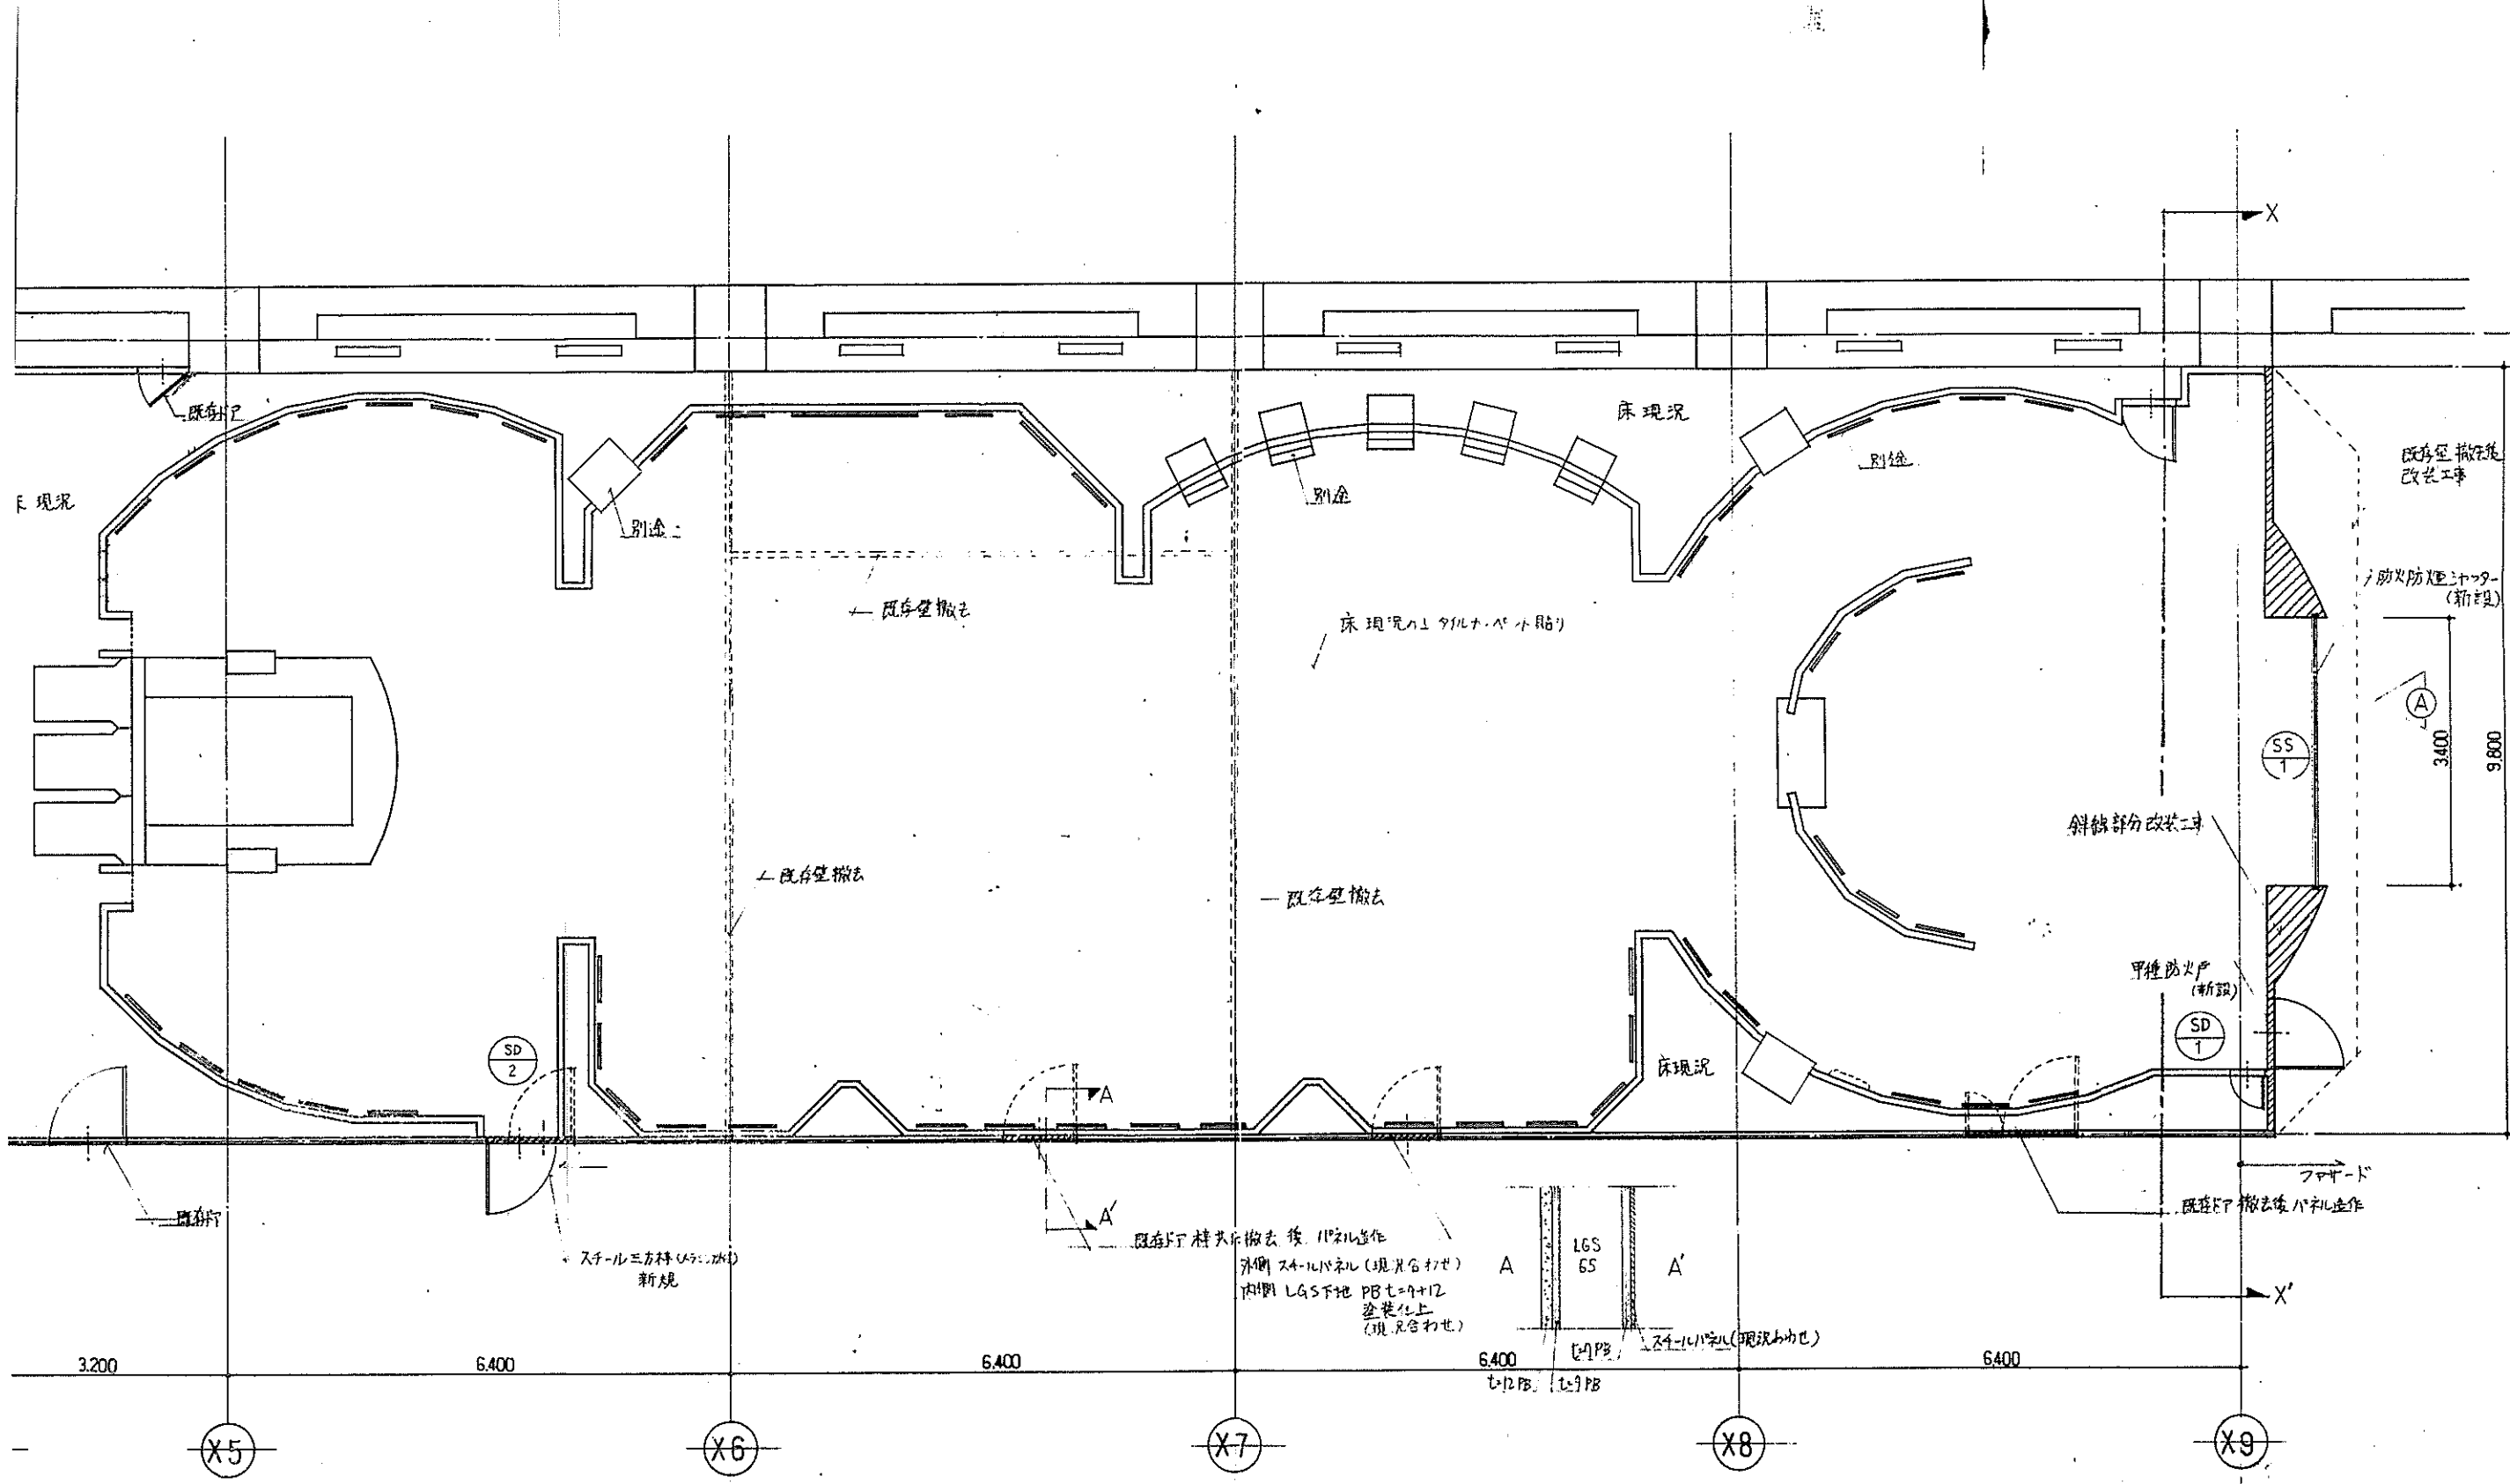 X
既存ドア
床現況
別途
既存壁撤去後
改装工事
現況
別途
別途
防火防煙シャッター
(新設)
既存壁撤去
床現況の上タイルカーペット貼り
A
3.400
9.800
SS
1
斜線部分改装工事
既存壁撤去
既存壁撤去
甲種防火戸
(新設)
SD
1
SD
2
床現況
A
ファサード
既存ドア
A'
既存ドア撤去後パネル造作
既存ドア枠共に撤去後 パネル造作
スチール三方枠
新規
外側 スチールパネル(現況合わせ)
内側 LGS下地 PB t=9+12
塗装仕上
(現況合わせ)
A
LGS
65
A'
X'
スチールパネル(現況あわせ)
t=9PB
t=12PB
t=9PB
3.200
6.400
6.400
6.400
6.400
X5
X6
X7
X8
X9